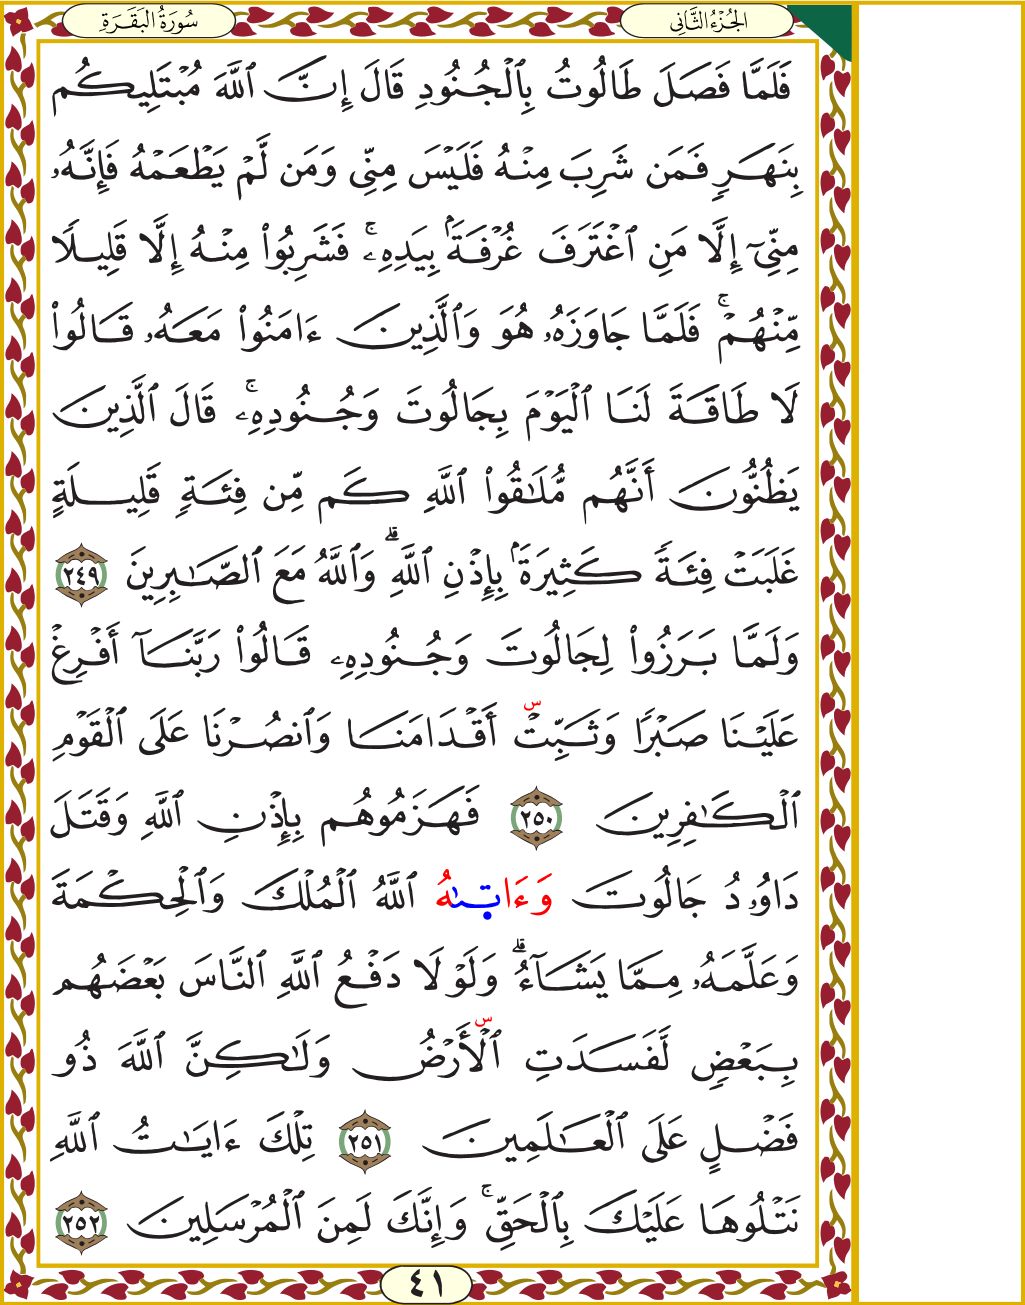 سُورَةُ الْبَقَرَةِ
الجُزْءُ الثَّانِي
فَلَمَّا فَصَلَ طَالُوتُ بِٱلْجُنُودِ قَالَ إِنَّ ٱللَّهَ مُبْتَلِيكُم
بِنَهَرٍ فَمَن شَرِبَ مِنْهُ فَلَيْسَ مِنِّي وَمَن لَّمْ يَطْعَمْهُ فَإِنَّهُۥ
مِنِّيٓ إِلَّا مَنِ ٱغْتَرَفَ غُرْفَةَۢ بِيَدِهِۦۚ فَشَرِبُوا۟ مِنْهُ إِلَّا قَلِيلًا
مِّنْهُمْۚ فَلَمَّا جَاوَزَهُۥ هُوَ وَٱلَّذِينَ ءَامَنُوا۟ مَعَهُۥ قَالُوا۟
لَا طَاقَةَ لَنَا ٱلْيَوْمَ بِجَالُوتَ وَجُنُودِهِۦۚ قَالَ ٱلَّذِينَ
يَظُنُّونَ أَنَّهُم مُّلَـٰقُوا۟ ٱللَّهِ كَم مِّن فِئَةٍ قَلِيلَةٍ
غَلَبَتْ فِئَةً كَثِيرَةَۢ بِإِذْنِ ٱللَّهِۗ وَٱللَّهُ مَعَ ٱلصَّـٰبِرِينَ ٢٤٩
وَلَمَّا بَرَزُوا۟ لِجَالُوتَ وَجُنُودِهِۦ قَالُوا۟ رَبَّنَآ أَفْرِغْ
عَلَيْنَا صَبْرًا وَثَبِّتْۜ أَقْدَامَنَا وَٱنصُرْنَا عَلَى ٱلْقَوْمِ
ٱلْكَـٰفِرِينَ ٢٥٠ فَهَزَمُوهُم بِإِذْنِ ٱللَّهِ وَقَتَلَ
دَاوُۥدُ جَالُوتَ وَءَاتىٰهُ ٱللَّهُ ٱلْمُلْكَ وَٱلْحِكْمَةَ
وَعَلَّمَهُۥ مِمَّا يَشَآءُۗ وَلَوْلَا دَفْعُ ٱللَّهِ ٱلنَّاسَ بَعْضَهُم
بِبَعْضٍ لَّفَسَدَتِ ٱلْۜأَرْضُ وَلَـٰكِنَّ ٱللَّهَ ذُو
فَضْلٍ عَلَى ٱلْعَـٰلَمِينَ ٢٥١ تِلْكَ ءَايَـٰتُ ٱللَّهِ
نَتْلُوهَا عَلَيْكَ بِٱلْحَقِّۚ وَإِنَّكَ لَمِنَ ٱلْمُرْسَلِينَ ٢٥٢
٤١